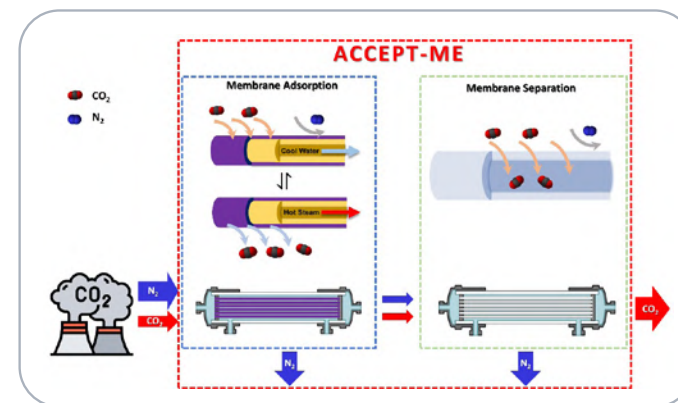 ACCEPT-ME
CO₂
N₂
Membrane Adsorption
Cool Water
Hot Steam
Membrane Separation
CO₂
N₂
CO₂
CO₂
N₂
N₂